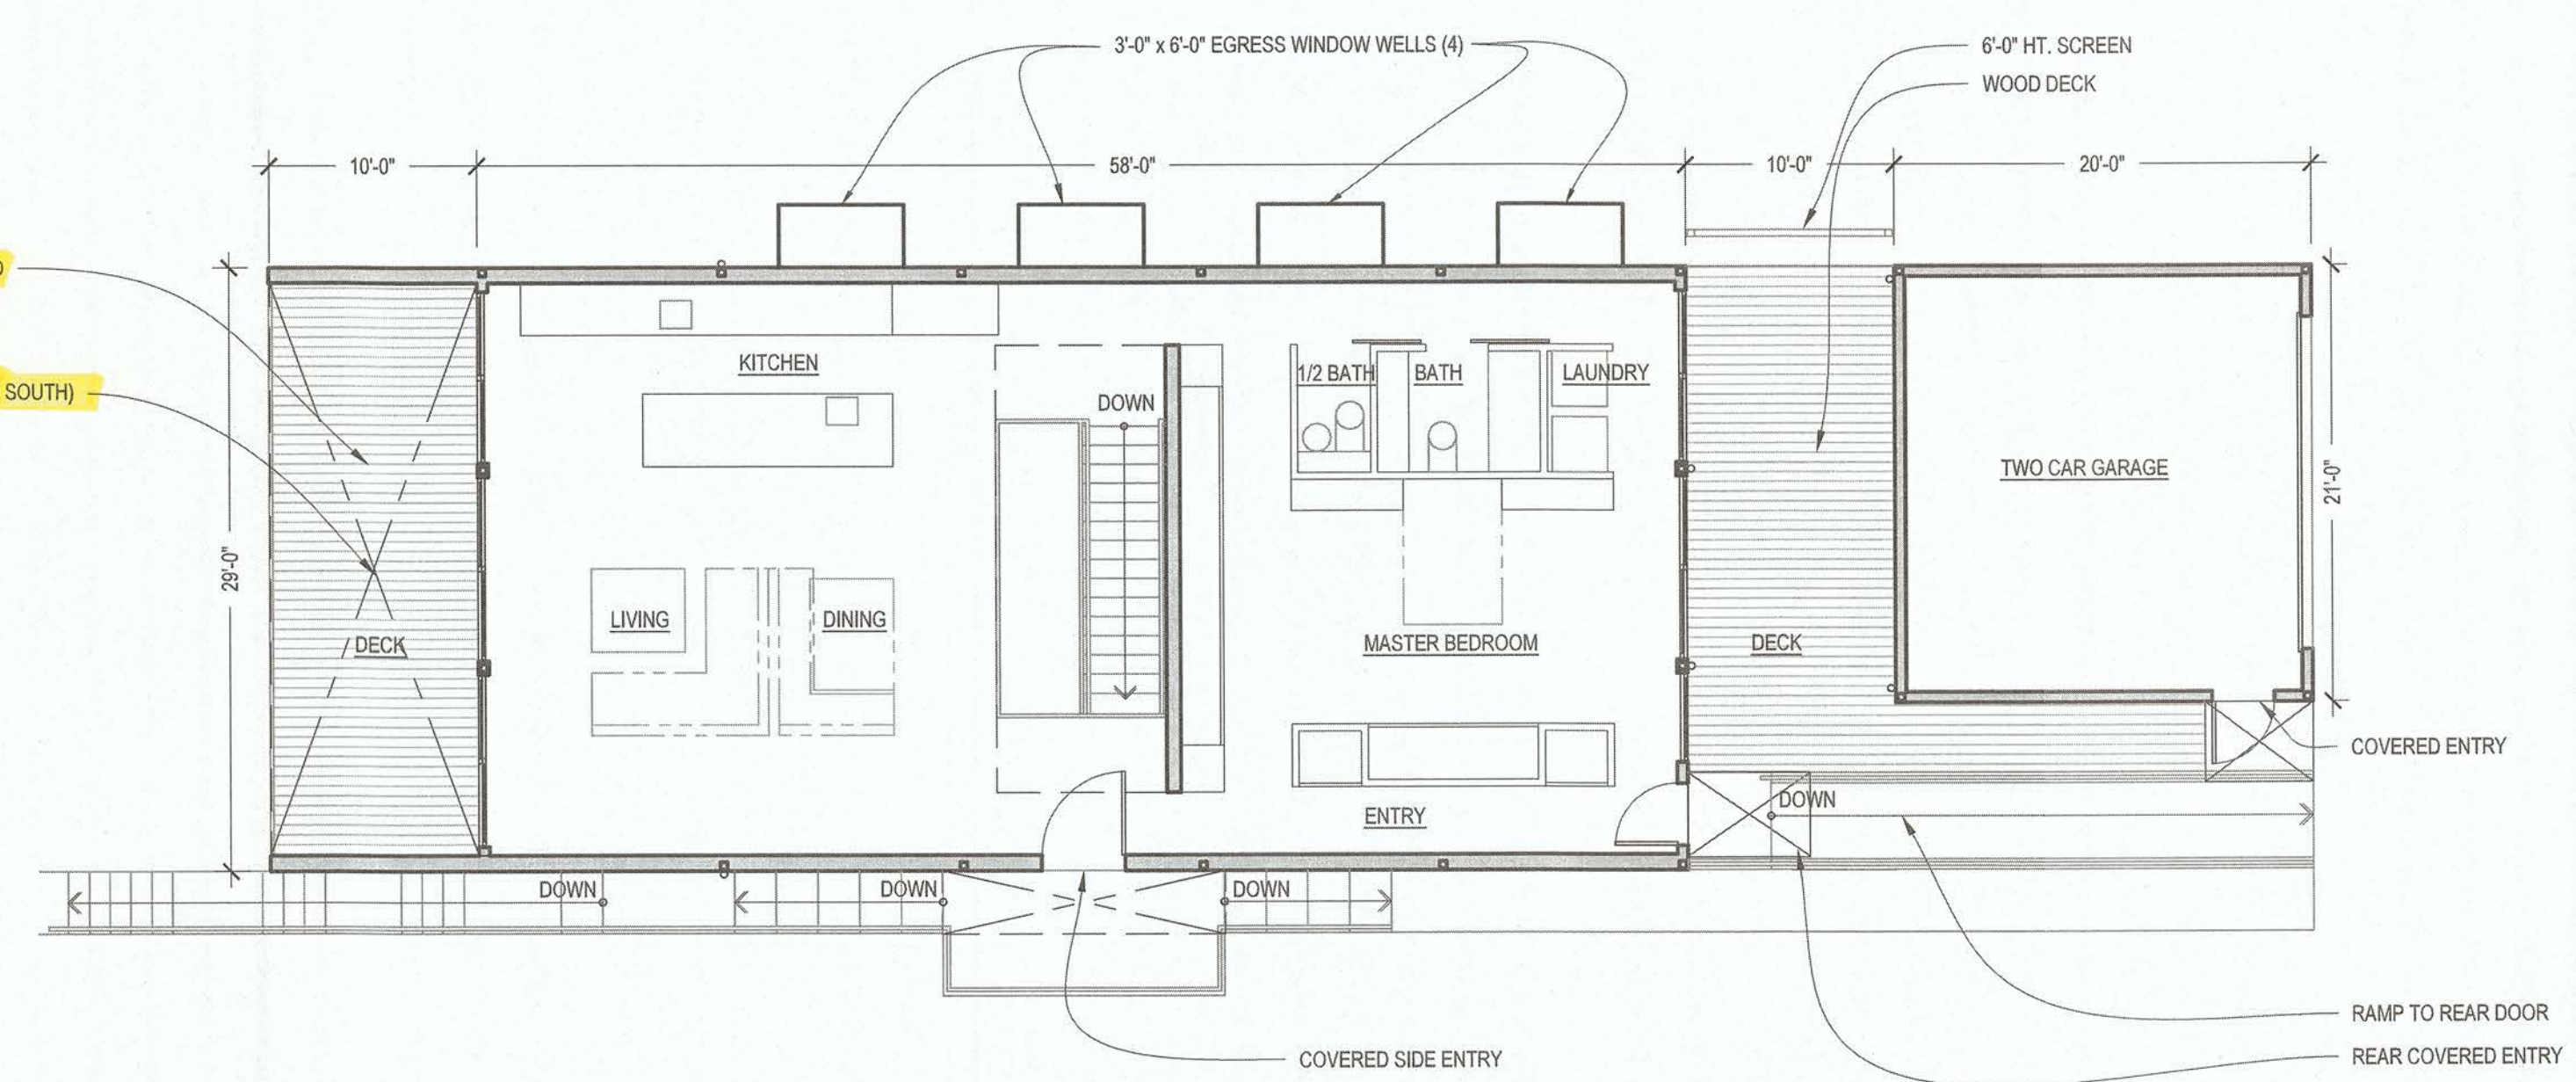 3'-0" x 6'-0" EGRESS WINDOW WELLS (4)
6'-0" HT. SCREEN
WOOD DECK
10'-0"
58'-0"
10'-0"
20'-0"
SOUTH)
KITCHEN
1/2 BATH
BATH
LAUNDRY
DOWN
TWO CAR GARAGE
21'-0"
29'-0"
LIVING
DINING
DECK
MASTER BEDROOM
DECK
COVERED ENTRY
DOWN
ENTRY
DOWN
DOWN
DOWN
RAMP TO REAR DOOR
COVERED SIDE ENTRY
REAR COVERED ENTRY